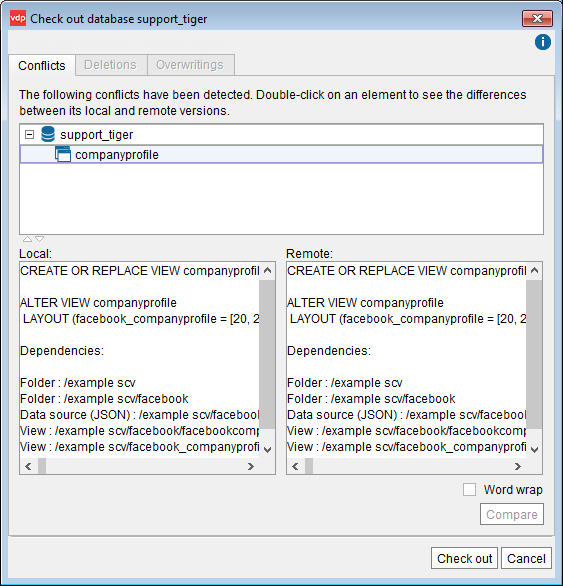 vdp Check out database support_tiger
i
Conflicts Deletions Overwritings
The following conflicts have been detected. Double-click on an element to see the differences
between its local and remote versions.
support_tiger
companyprofile
Local: Remote:
CREATE OR REPLACE VIEW companyprofil
ALTER VIEW companyprofile
LAYOUT (facebook_companyprofile = [20, 2
Dependencies:
Folder : /example scv
Folder : /example scv/facebook
Data source (JSON) : /example scv/facebook
View : /example scv/facebook/facebookcomp
View : /example scv/facebook_companyprofi
CREATE OR REPLACE VIEW companyprofil
ALTER VIEW companyprofile
LAYOUT (facebook_companyprofile = [20, 2
Dependencies:
Folder : /example scv
Folder : /example scv/facebook
Data source (JSON) : /example scv/facebook
View : /example scv/facebook/facebookcom
View : /example scv/facebook_companyprofi
Word wrap
Compare
Check out Cancel